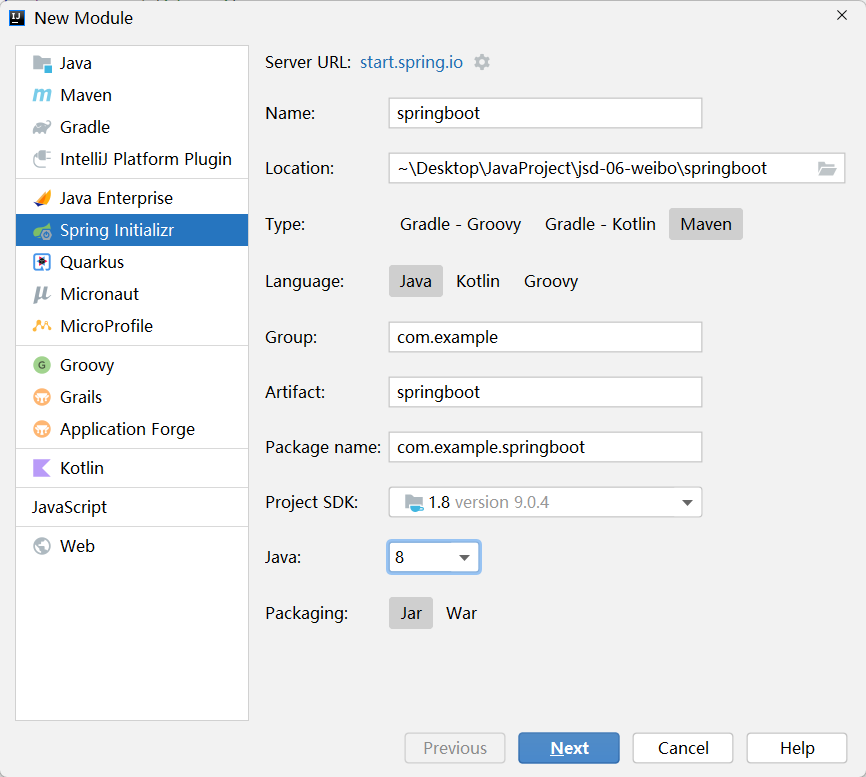 New Module
Java
Maven
Gradle
IntelliJ Platform Plugin
Java Enterprise
Spring Initializr
Quarkus
Micronaut
MicroProfile
Groovy
Grails
Application Forge
Kotlin
JavaScript
Web
Server URL: start.spring.io
Name: springboot
Location: ~\Desktop\JavaProject\jsd-06-weibo\springboot
Type: Gradle - Groovy Gradle - Kotlin Maven
Language: Java Kotlin Groovy
Group: com.example
Artifact: springboot
Package name: com.example.springboot
Project SDK: 1.8 version 9.0.4
Java: 8
Packaging: Jar War
Previous Next Cancel Help